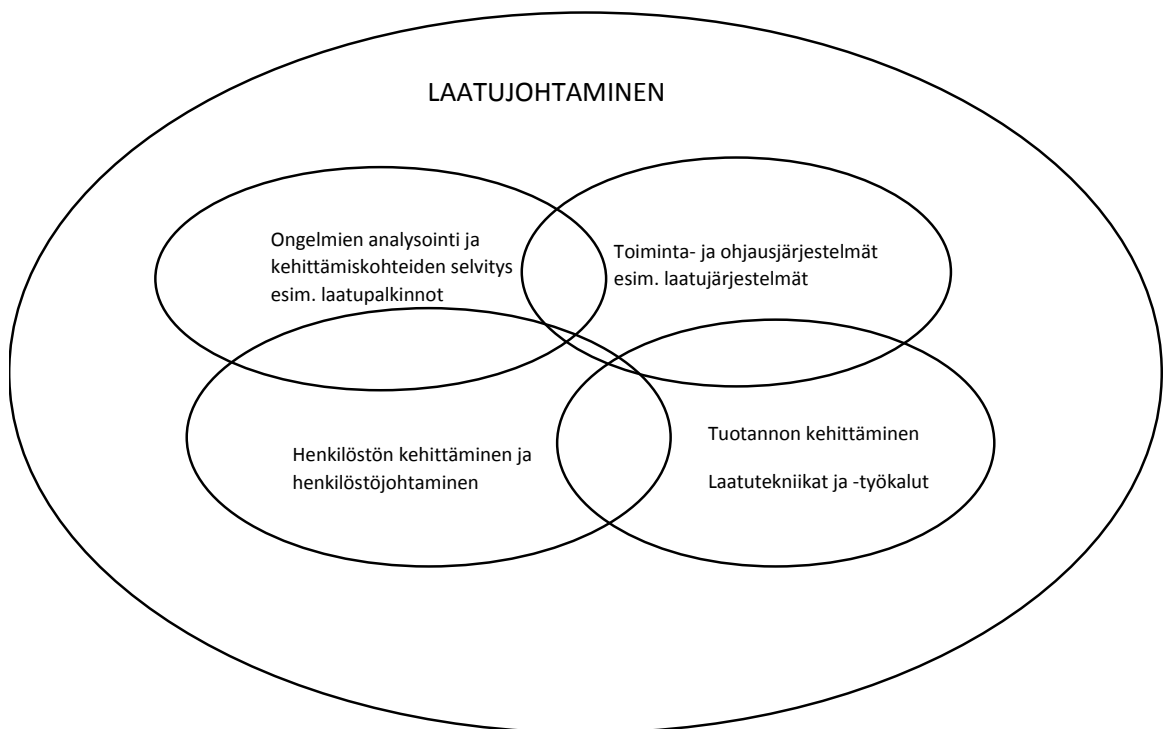 LAATUJOHTAMINEN
Ongelmien analysointi ja
kehittämiskohteiden selvitys
esim. laatupalkinnot
Toiminta- ja ohjausjärjestelmät
esim. laatujärjestelmät
Henkilöstön kehittäminen ja
henkilöstöjohtaminen
Tuotannon kehittäminen
Laatutekniikat ja -työkalut